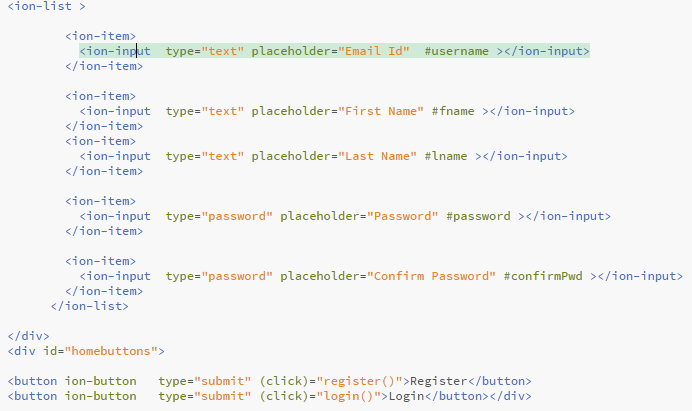 <ion-list >
<ion-item>
<ion-input  type="text" placeholder="Email Id"  #username ></ion-input>
</ion-item>
<ion-item>
<ion-input  type="text" placeholder="First Name" #fname ></ion-input>
</ion-item>
<ion-item>
<ion-input  type="text" placeholder="Last Name" #lname ></ion-input>
</ion-item>
<ion-item>
<ion-input  type="password" placeholder="Password" #password ></ion-input>
</ion-item>
<ion-item>
<ion-input  type="password" placeholder="Confirm Password" #confirmPwd ></ion-input>
</ion-item>
</ion-list>
</div>
<div id="homebuttons">
<button ion-button   type="submit" (click)="register()">Register</button>
<button ion-button   type="submit" (click)="login()">Login</button></div>